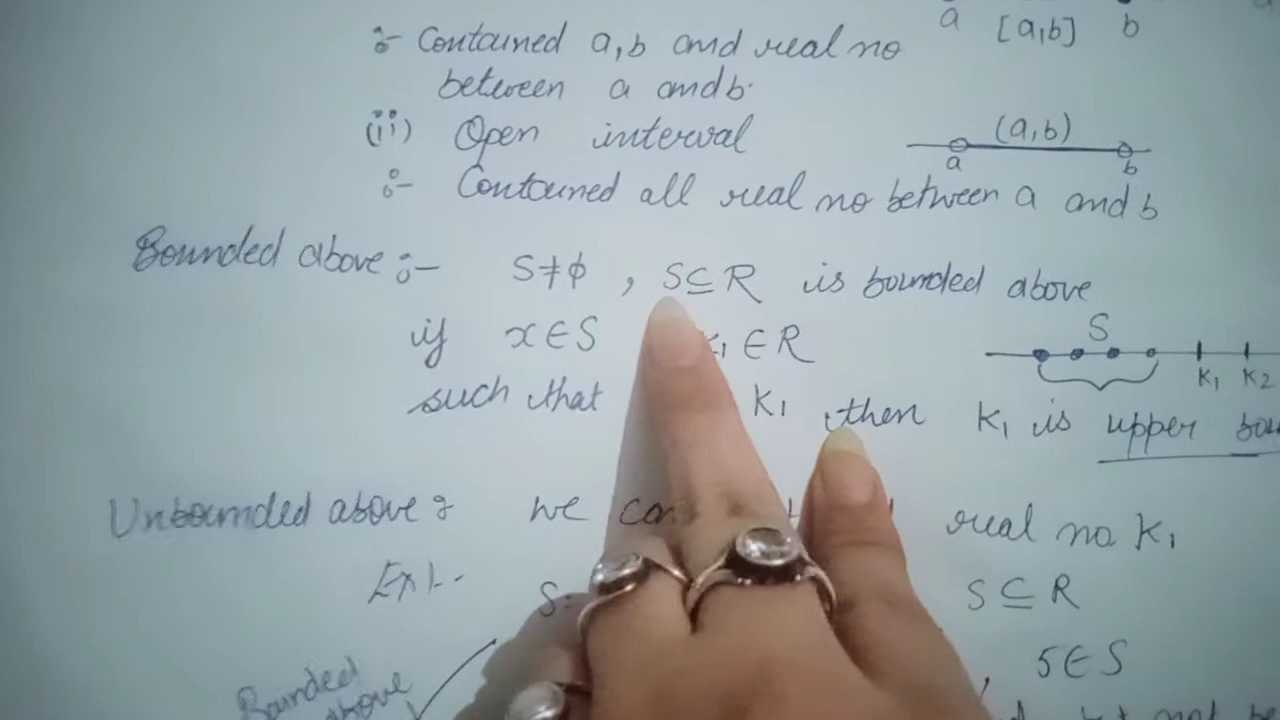 a [a,b] b
:- Contained a,b and real no
between a and b.
(ii) Open interval (a,b)
a b
:- Contained all real no between a and b
Bounded above :- S≠ϕ , S⊆R is bounded above
if x∈S K₁∈R S
K₁ K₂
such that K₁ then K₁ is upper
Unbounded above : we real no K₁
Ex1.- S⊆R
5∈S
Bounded
above